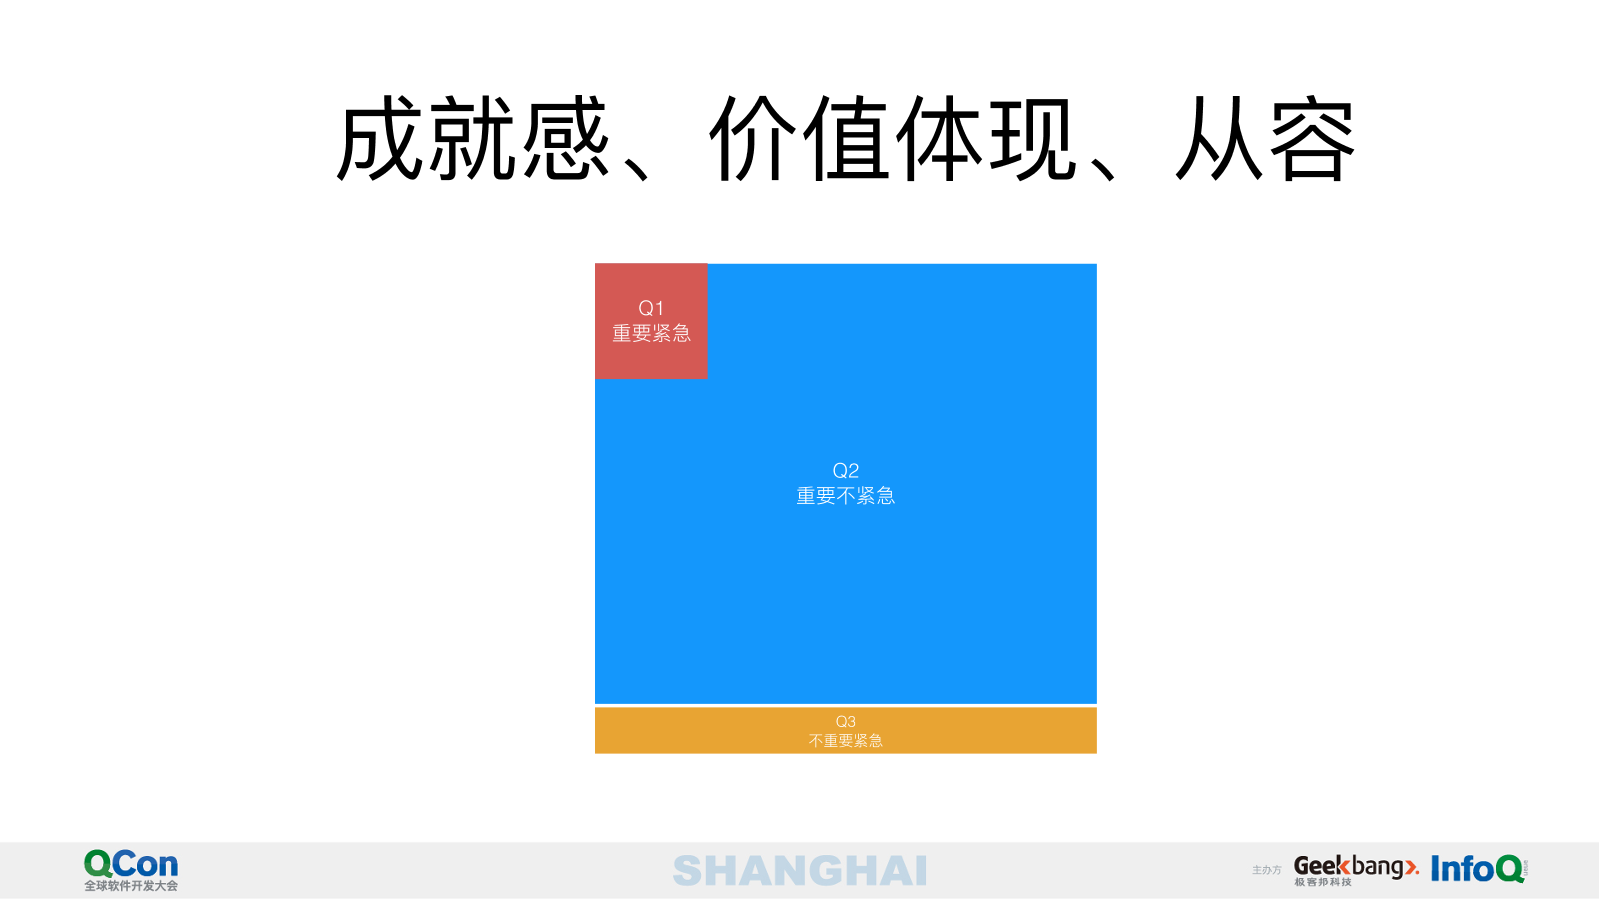 成就感、价值体现、从容
Q1
重要紧急
Q2
重要不紧急
Q3
不重要紧急
QCon
全球软件开发大会
SHANGHAI
主办方
Geekbang
极客邦科技
InfoQ